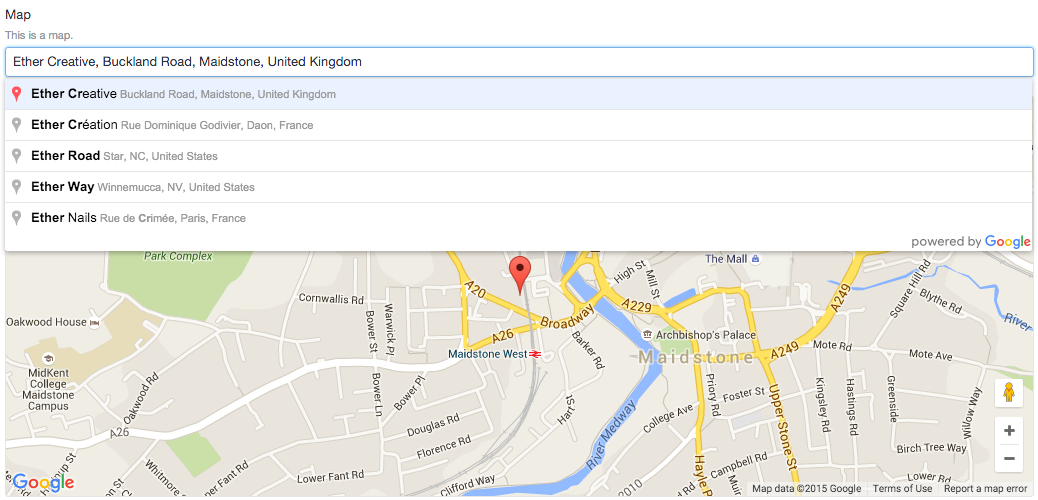 Map
This is a map.
Ether Creative, Buckland Road, Maidstone, United Kingdom
Ether Creative Buckland Road, Maidstone, United Kingdom
Ether Création Rue Dominique Godivier, Daon, France
Ether Road Star, NC, United States
Ether Way Winnemucca, NV, United States
Ether Nails Rue de Crimée, Paris, France
powered by Google
Park Complex
The Mall
High St
Mill St
Square Hill Rd
Blythe Rd
River
A20
A229
A249
Cornwallis Rd
Warwick Pl
Bower St
Oakwood House
Broadway
A26
Archbishop's Palace
Maidstone West
Barker Rd
Maidstone
A249
Mote Rd
Mote Ave
MidKent
College
Maidstone
Campus
Oakwood Rd
Bower Ln
Bower Pl
Hart St
Priory Rd
Foster St
Upper Stone St
Kingsley Rd
Hastings Rd
Greenside
Willow Way
A26
Douglas Rd
College Ave
Florence Rd
River Medway
Birch Tree Way
Whitmore
Lower Fant Rd
Clifford Way
Hayle
Campbell Rd
Lower Rd
2010
Google
Map data ©2015 Google
Terms of Use
Report a map error